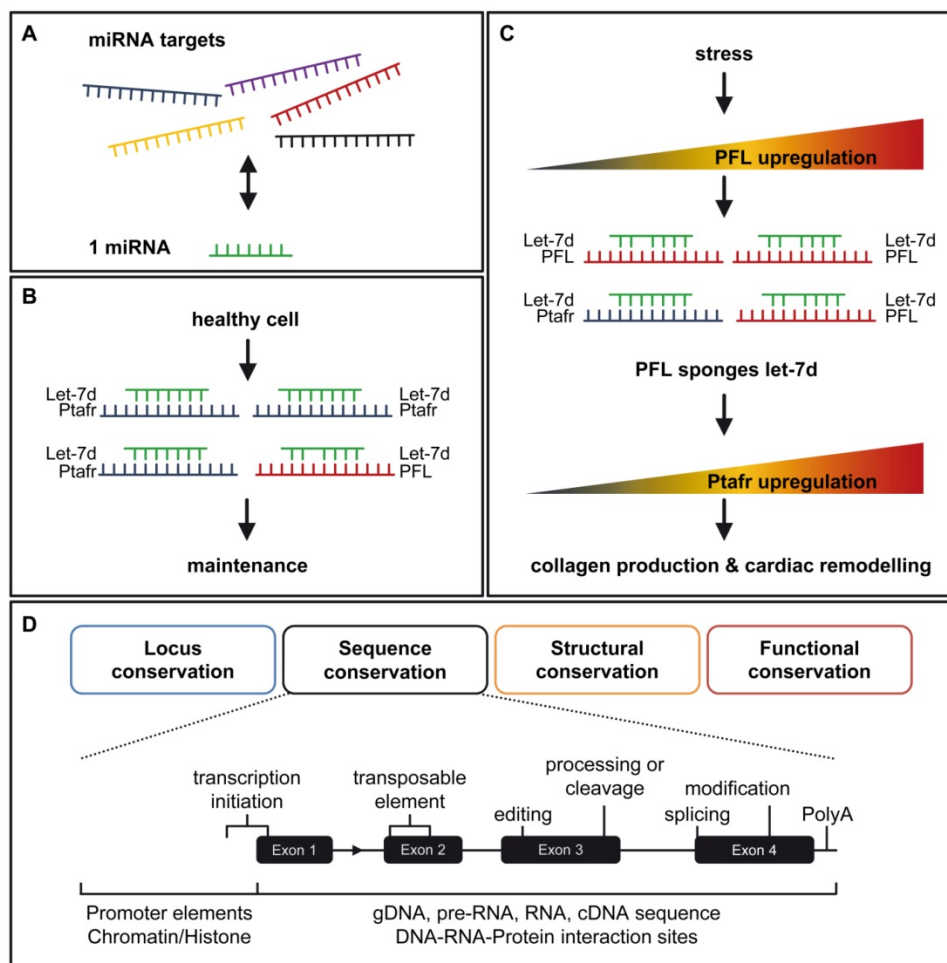 A
miRNA targets
1 miRNA
B
healthy cell
Let-7d
Ptafr
Let-7d
Ptafr
Let-7d
Ptafr
Let-7d
PFL
maintenance
C
stress
PFL upregulation
Let-7d
PFL
Let-7d
PFL
Let-7d
Ptafr
Let-7d
PFL
PFL sponges let-7d
Ptafr upregulation
collagen production & cardiac remodelling
D
Locus
conservation
Sequence
conservation
Structural
conservation
Functional
conservation
transcription
initiation
transposable
element
editing
processing or
cleavage
splicing
modification
PolyA
Exon 1
Exon 2
Exon 3
Exon 4
Promoter elements
Chromatin/Histone
gDNA, pre-RNA, RNA, cDNA sequence
DNA-RNA-Protein interaction sites